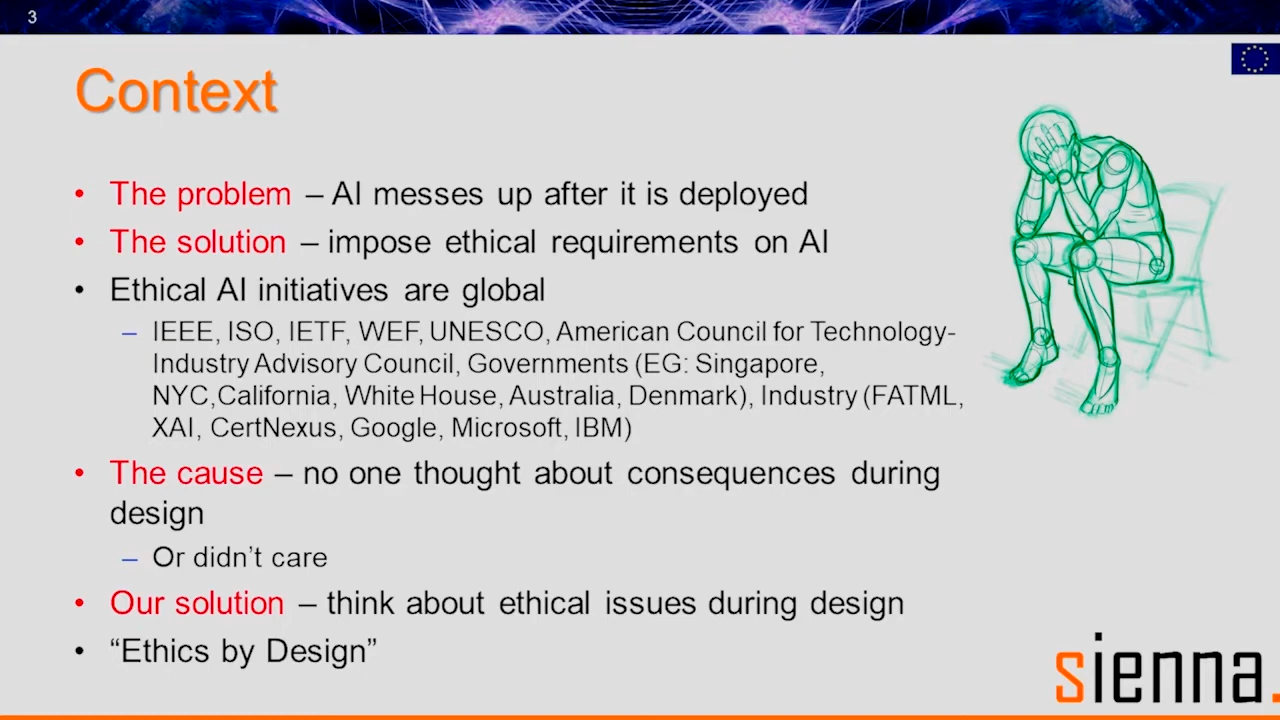 3
Context
• The problem – AI messes up after it is deployed
• The solution – impose ethical requirements on AI
• Ethical AI initiatives are global
– IEEE, ISO, IETF, WEF, UNESCO, American Council for Technology-
Industry Advisory Council, Governments (EG: Singapore,
NYC,California, White House, Australia, Denmark), Industry (FATML,
XAI, CertNexus, Google, Microsoft, IBM)
• The cause – no one thought about consequences during
design
– Or didn’t care
• Our solution – think about ethical issues during design
• “Ethics by Design”
sienna.